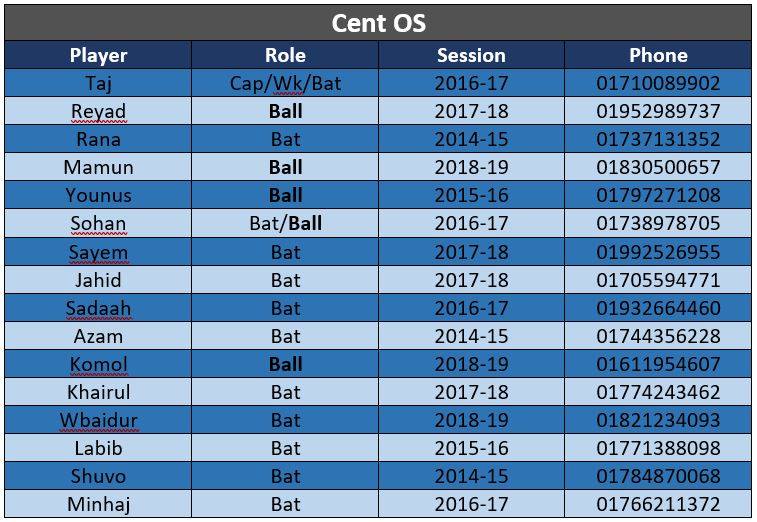 Cent OS
Player Role Session Phone
Taj Cap/Wk/Bat 2016-17 01710089902
Reyad Ball 2017-18 01952989737
Rana Bat 2014-15 01737131352
Mamun Ball 2018-19 01830500657
Younus Ball 2015-16 01797271208
Sohan Bat/Ball 2016-17 01738978705
Sayem Bat 2017-18 01992526955
Jahid Bat 2017-18 01705594771
Sadaah Bat 2016-17 01932664460
Azam Bat 2014-15 01744356228
Komol Ball 2018-19 01611954607
Khairul Bat 2017-18 01774243462
Wbaidur Bat 2018-19 01821234093
Labib Bat 2015-16 01771388098
Shuvo Bat 2014-15 01784870068
Minhaj Bat 2016-17 01766211372